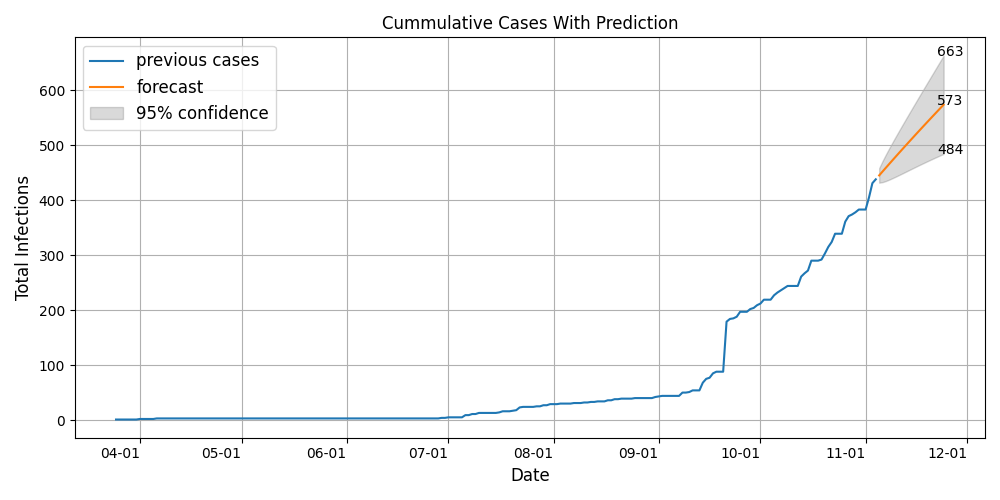 Cummulative Cases With Prediction
previous cases
forecast
95% confidence
663
573
484
Total Infections
600
500
400
300
200
100
0
04-01 05-01 06-01 07-01 08-01 09-01 10-01 11-01 12-01
Date